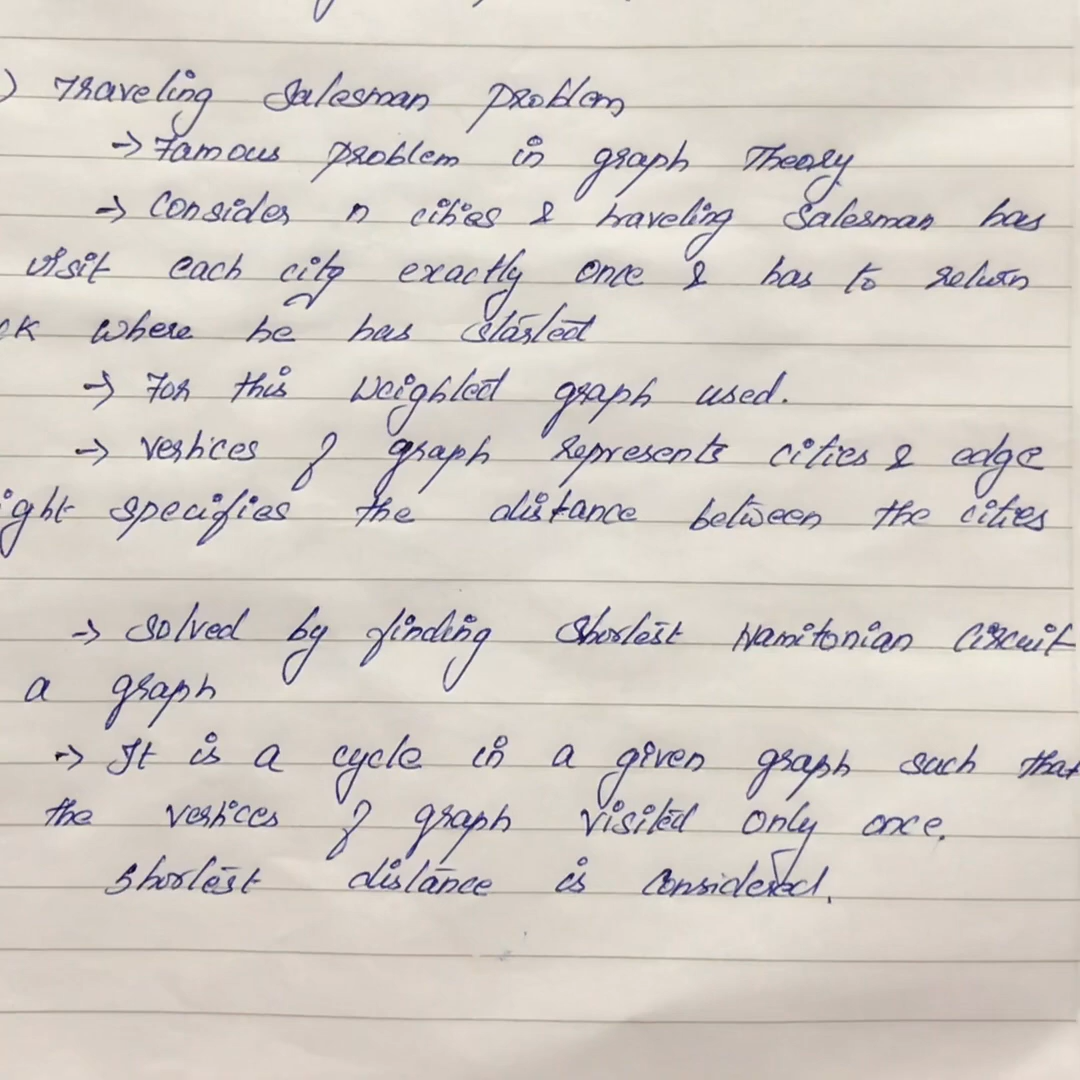 ) Traveling Salesman problem
→ Famous problem in graph Theory
→ Consider n cities & traveling Salesman has
visit each city exactly once & has to return
ck where he has started
→ For this weighted graph used.
→ vertices of graph represents cities & edge
ight specifies the distance between the cities
→ Solved by finding Shortest Hamitonian Circuit
a graph
→ It is a cycle in a given graph such that
the vertices of graph visited only once.
Shortest distance is Considered.